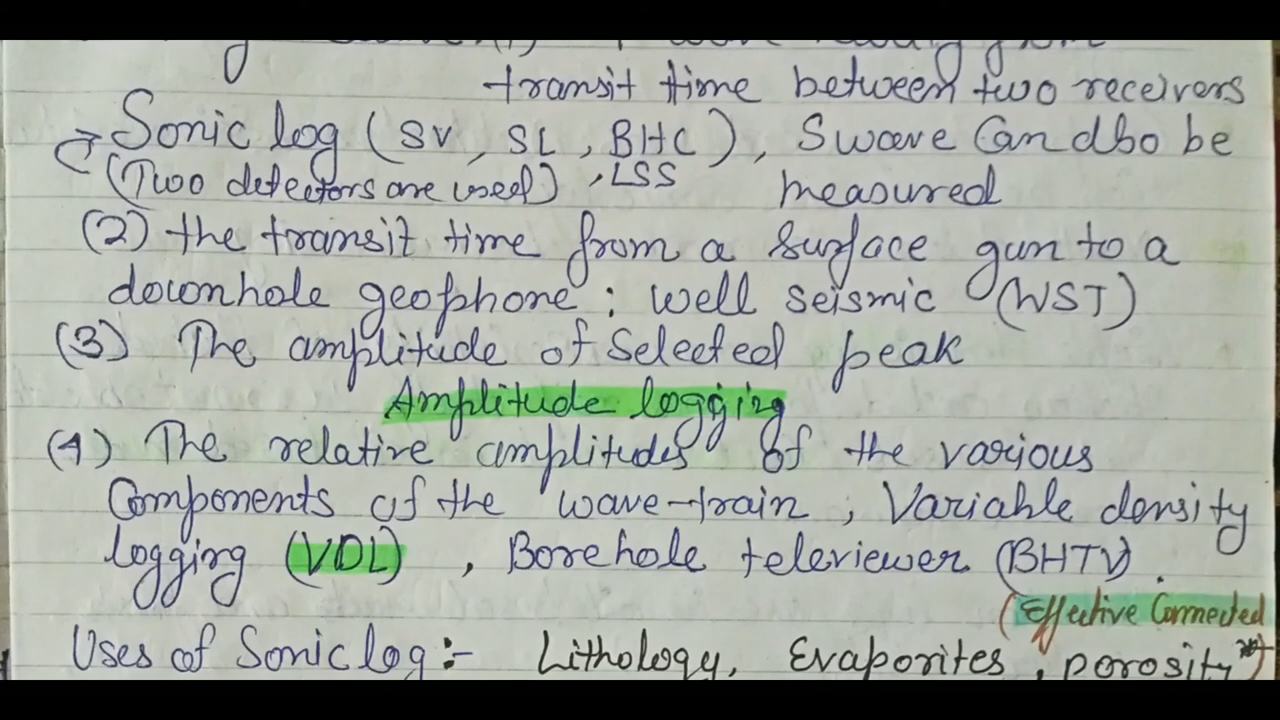 transit time between two receivers
→ Sonic log (SV, SL, BHC), S wave Can also be
(Two detectors are used) , LSS measured
(2) the transit time from a surface gun to a
downhole geophone ; well seismic (WST)
(3) The amplitude of Selected peak
Amplitude logging
(4) The relative amplitudes of the various
Components of the wave-train , Variable density
logging (VDL) , Borehole televiewer (BHTV).
(Effective Connected
Uses of Sonic log :- Lithology, Evaporites , porosity